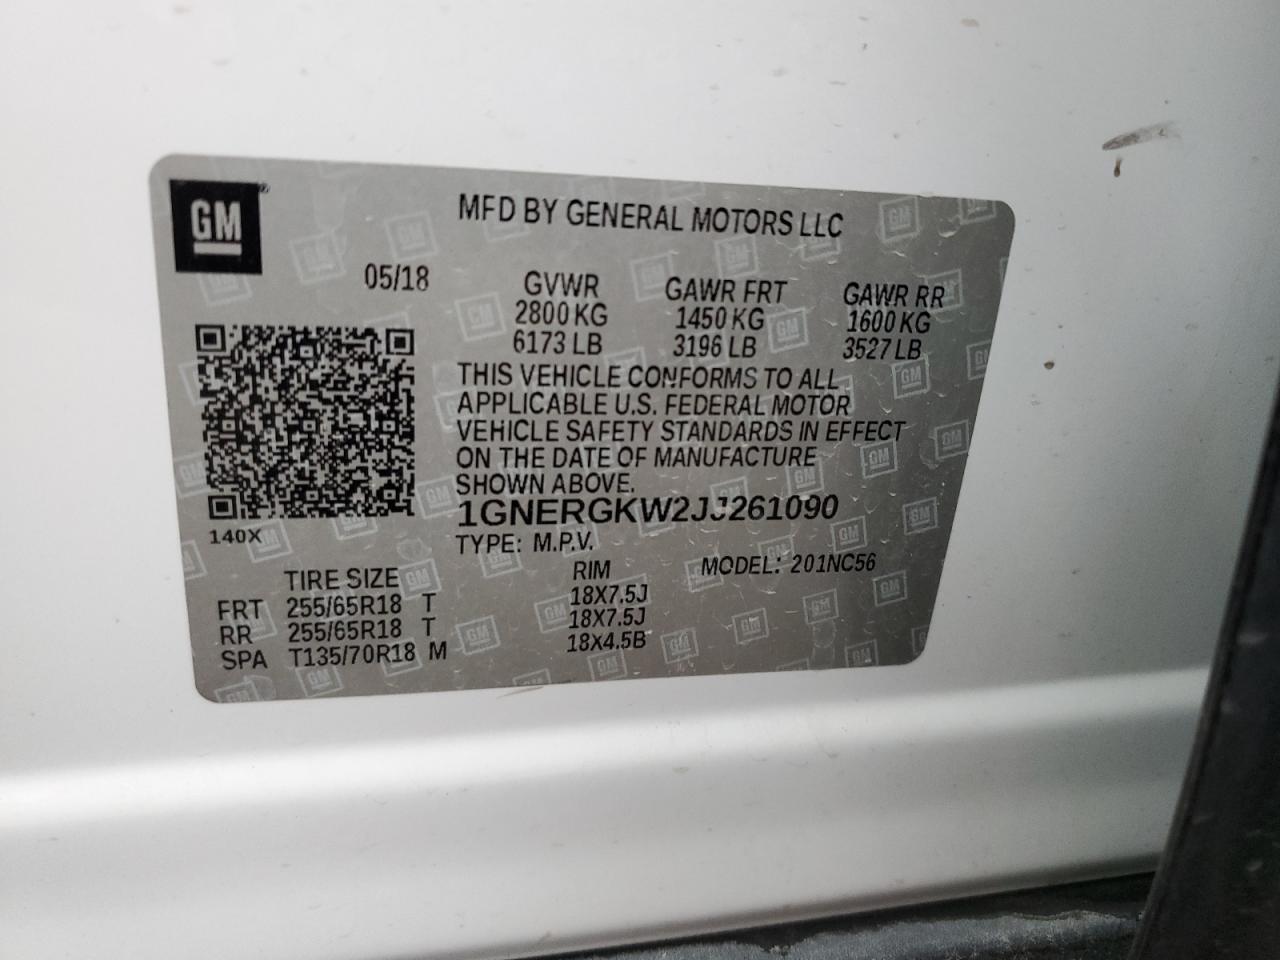 GM
MFD BY GENERAL MOTORS LLC
05/18
GVWR GAWR FRT GAWR RR
2800 KG 1450 KG 1600 KG
6173 LB 3196 LB 3527 LB
THIS VEHICLE CONFORMS TO ALL
APPLICABLE U.S. FEDERAL MOTOR
VEHICLE SAFETY STANDARDS IN EFFECT
ON THE DATE OF MANUFACTURE
SHOWN ABOVE.
1GNERGKW2JJ261090
140X
TYPE: M.P.V. MODEL: 201NC56
TIRE SIZE RIM
FRT 255/65R18 T 18X7.5J
RR 255/65R18 T 18X7.5J
SPA T135/70R18 M 18X4.5B